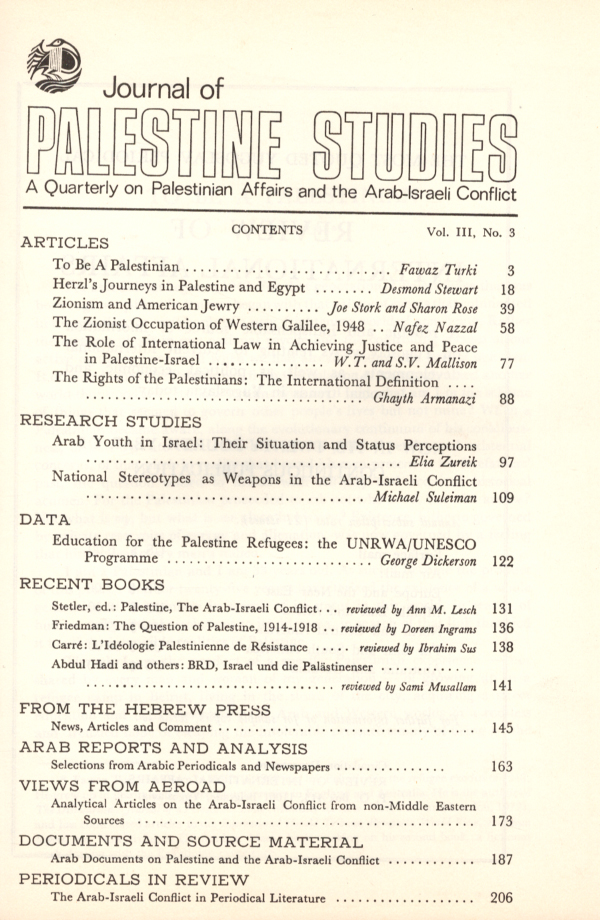 Journal of
PALESTINE STUDIES
A Quarterly on Palestinian Affairs and the Arab-Israeli Conflict
CONTENTS Vol. III, No. 3
ARTICLES
To Be A Palestinian ........................... Fawaz Turki 3
Herzl's Journeys in Palestine and Egypt ........ Desmond Stewart 18
Zionism and American Jewry .......... Joe Stork and Sharon Rose 39
The Zionist Occupation of Western Galilee, 1948 .. Nafez Nazzal 58
The Role of International Law in Achieving Justice and Peace
in Palestine-Israel ................ W.T. and S.V. Mallison 77
The Rights of the Palestinians: The International Definition ....
..................................... Ghayth Armanazi 88
RESEARCH STUDIES
Arab Youth in Israel: Their Situation and Status Perceptions
.......................................... Elia Zureik 97
National Stereotypes as Weapons in the Arab-Israeli Conflict
..................................... Michael Suleiman 109
DATA
Education for the Palestine Refugees: the UNRWA/UNESCO
Programme ........................... George Dickerson 122
RECENT BOOKS
Stetler, ed.: Palestine, The Arab-Israeli Conflict... reviewed by Ann M. Lesch 131
Friedman: The Question of Palestine, 1914-1918 .. reviewed by Doreen Ingrams 136
Carré: L'Idéologie Palestinienne de Résistance ..... reviewed by Ibrahim Sus 138
Abdul Hadi and others: BRD, Israel und die Palästinenser .............
.................................. reviewed by Sami Musallam 141
FROM THE HEBREW PRESS
News, Articles and Comment .................................. 145
ARAB REPORTS AND ANALYSIS
Selections from Arabic Periodicals and Newspapers ............... 163
VIEWS FROM ABROAD
Analytical Articles on the Arab-Israeli Conflict from non-Middle Eastern
Sources ............................................. 173
DOCUMENTS AND SOURCE MATERIAL
Arab Documents on Palestine and the Arab-Israeli Conflict ............ 187
PERIODICALS IN REVIEW
The Arab-Israeli Conflict in Periodical Literature ................... 206